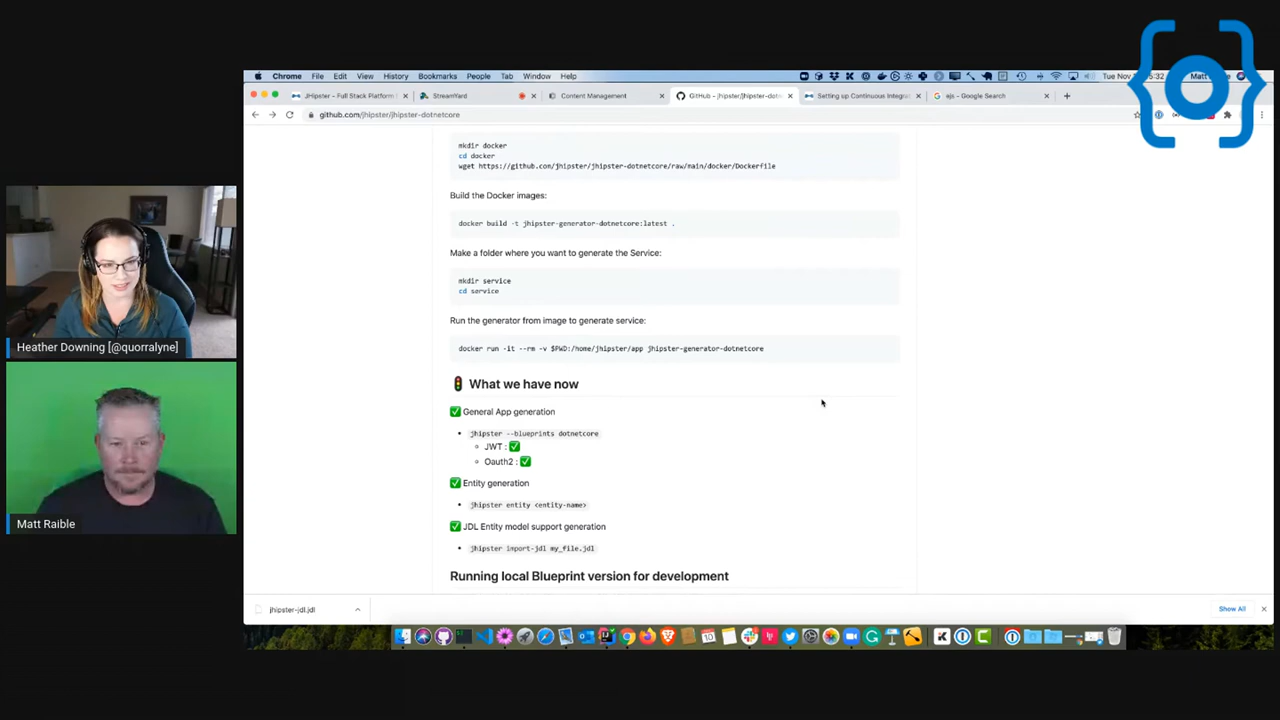 Chrome File Edit View History Bookmarks People Tab Window Help
JHipster - Full Stack Platform
StreamYard
Content Management
GitHub - jhipster/jhipster-dotn
Setting up Continuous Integra
ejs - Google Search
github.com/jhipster/jhipster-dotnetcore
mkdir docker
cd docker
wget https://github.com/jhipster/jhipster-dotnetcore/raw/main/docker/Dockerfile
Build the Docker images:
docker build -t jhipster-generator-dotnetcore:latest .
Make a folder where you want to generate the Service:
mkdir service
cd service
Run the generator from image to generate service:
docker run -it --rm -v $PWD:/home/jhipster/app jhipster-generator-dotnetcore
What we have now
General App generation
jhipster --blueprints dotnetcore
JWT :
Oauth2 :
Entity generation
jhipster entity <entity-name>
JDL Entity model support generation
jhipster import-jdl my_file.jdl
Running local Blueprint version for development
jhipster-jdl.jdl
Show All
Heather Downing [@quorralyne]
Matt Raible